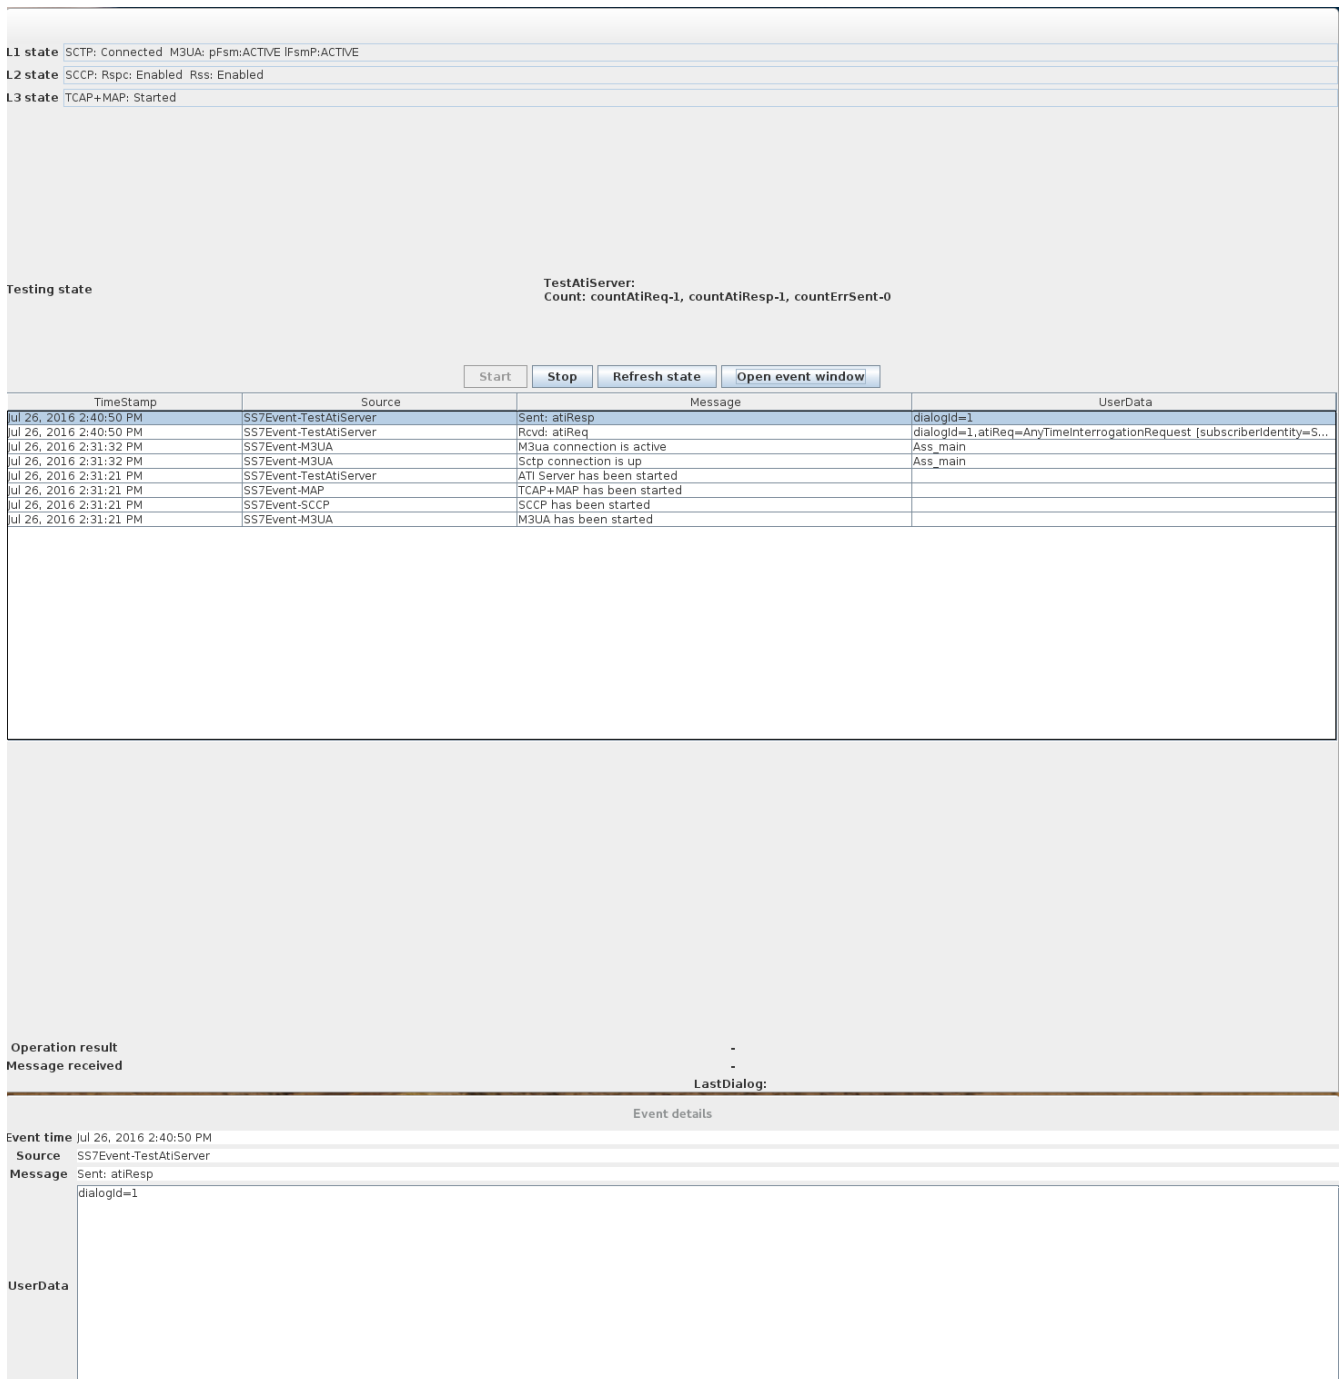 L1 state SCTP: Connected M3UA: pFsm:ACTIVE lFsmP:ACTIVE
L2 state SCCP: Rspc: Enabled Rss: Enabled
L3 state TCAP+MAP: Started
Testing state
TestAtiServer:
Count: countAtiReq-1, countAtiResp-1, countErrSent-0
Start Stop Refresh state Open event window
TimeStamp Source Message UserData
Jul 26, 2016 2:40:50 PM SS7Event-TestAtiServer Sent: atiResp dialogId=1
Jul 26, 2016 2:40:50 PM SS7Event-TestAtiServer Rcvd: atiReq dialogId=1,atiReq=AnyTimeInterrogationRequest [subscriberIdentity=S...
Jul 26, 2016 2:31:32 PM SS7Event-M3UA M3ua connection is active Ass_main
Jul 26, 2016 2:31:32 PM SS7Event-M3UA Sctp connection is up Ass_main
Jul 26, 2016 2:31:21 PM SS7Event-TestAtiServer ATI Server has been started
Jul 26, 2016 2:31:21 PM SS7Event-MAP TCAP+MAP has been started
Jul 26, 2016 2:31:21 PM SS7Event-SCCP SCCP has been started
Jul 26, 2016 2:31:21 PM SS7Event-M3UA M3UA has been started
Operation result -
Message received -
LastDialog:
Event details
Event time Jul 26, 2016 2:40:50 PM
Source SS7Event-TestAtiServer
Message Sent: atiResp
dialogId=1
UserData